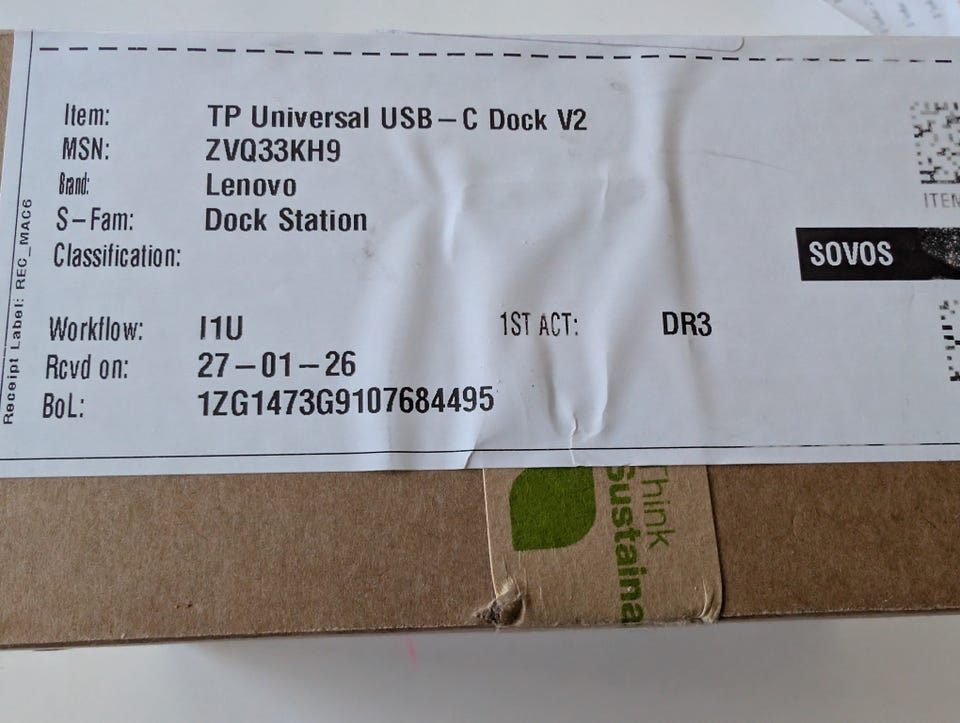 Item: TP Universal USB-C Dock V2
MSN: ZVQ33KH9
Brand: Lenovo
S-Fam: Dock Station
Classification:
Workflow: I1U 1ST ACT: DR3
Rcvd on: 27-01-26
BoL: 1ZG1473G9107684495
Receipt Label: REC_MAC6
ITEM
SOVOS
Think
Sustaina